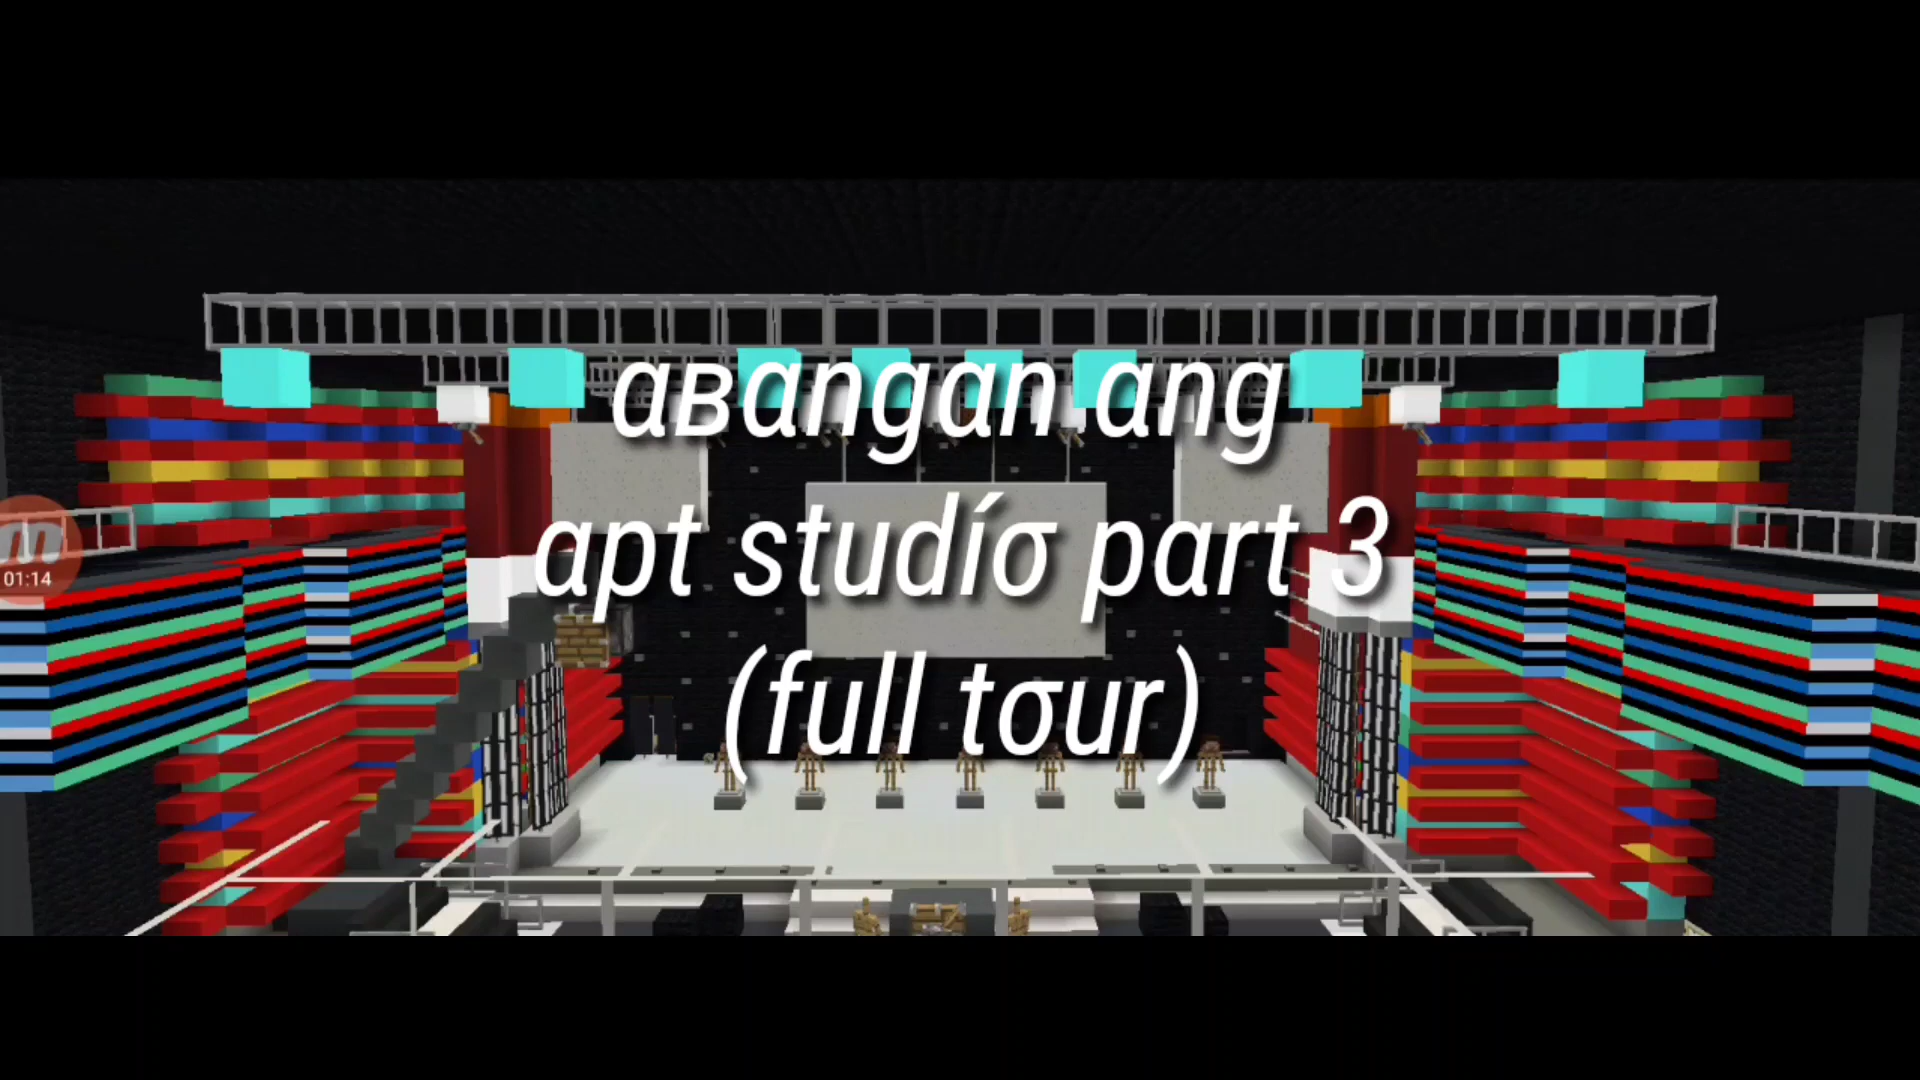 aвangan ang
apt studíσ part 3
(full tσur)
m
01:14